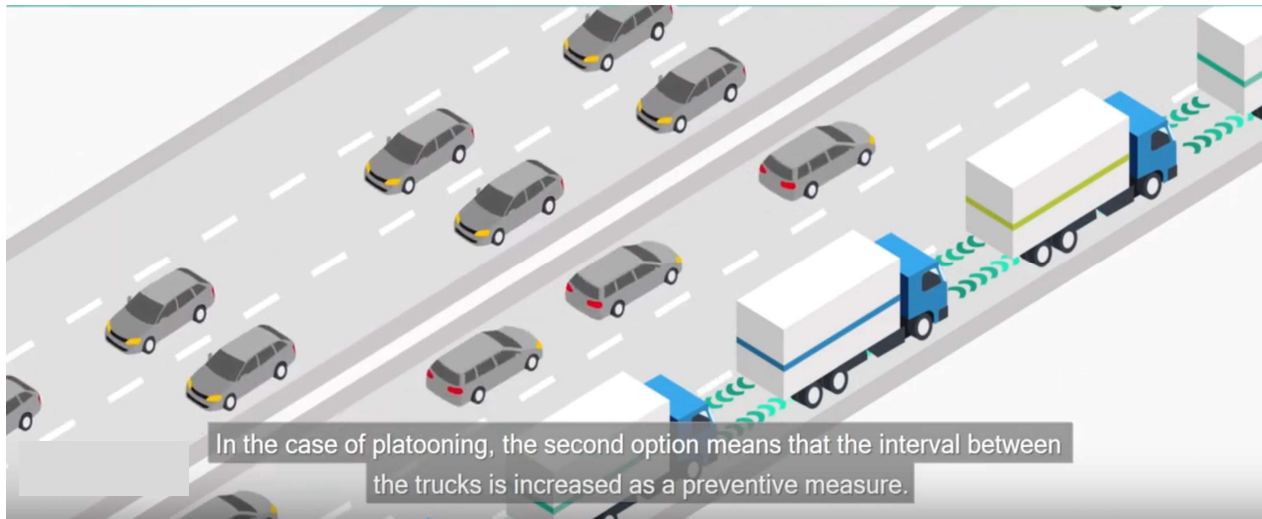 In the case of platooning, the second option means that the interval between
the trucks is increased as a preventive measure.